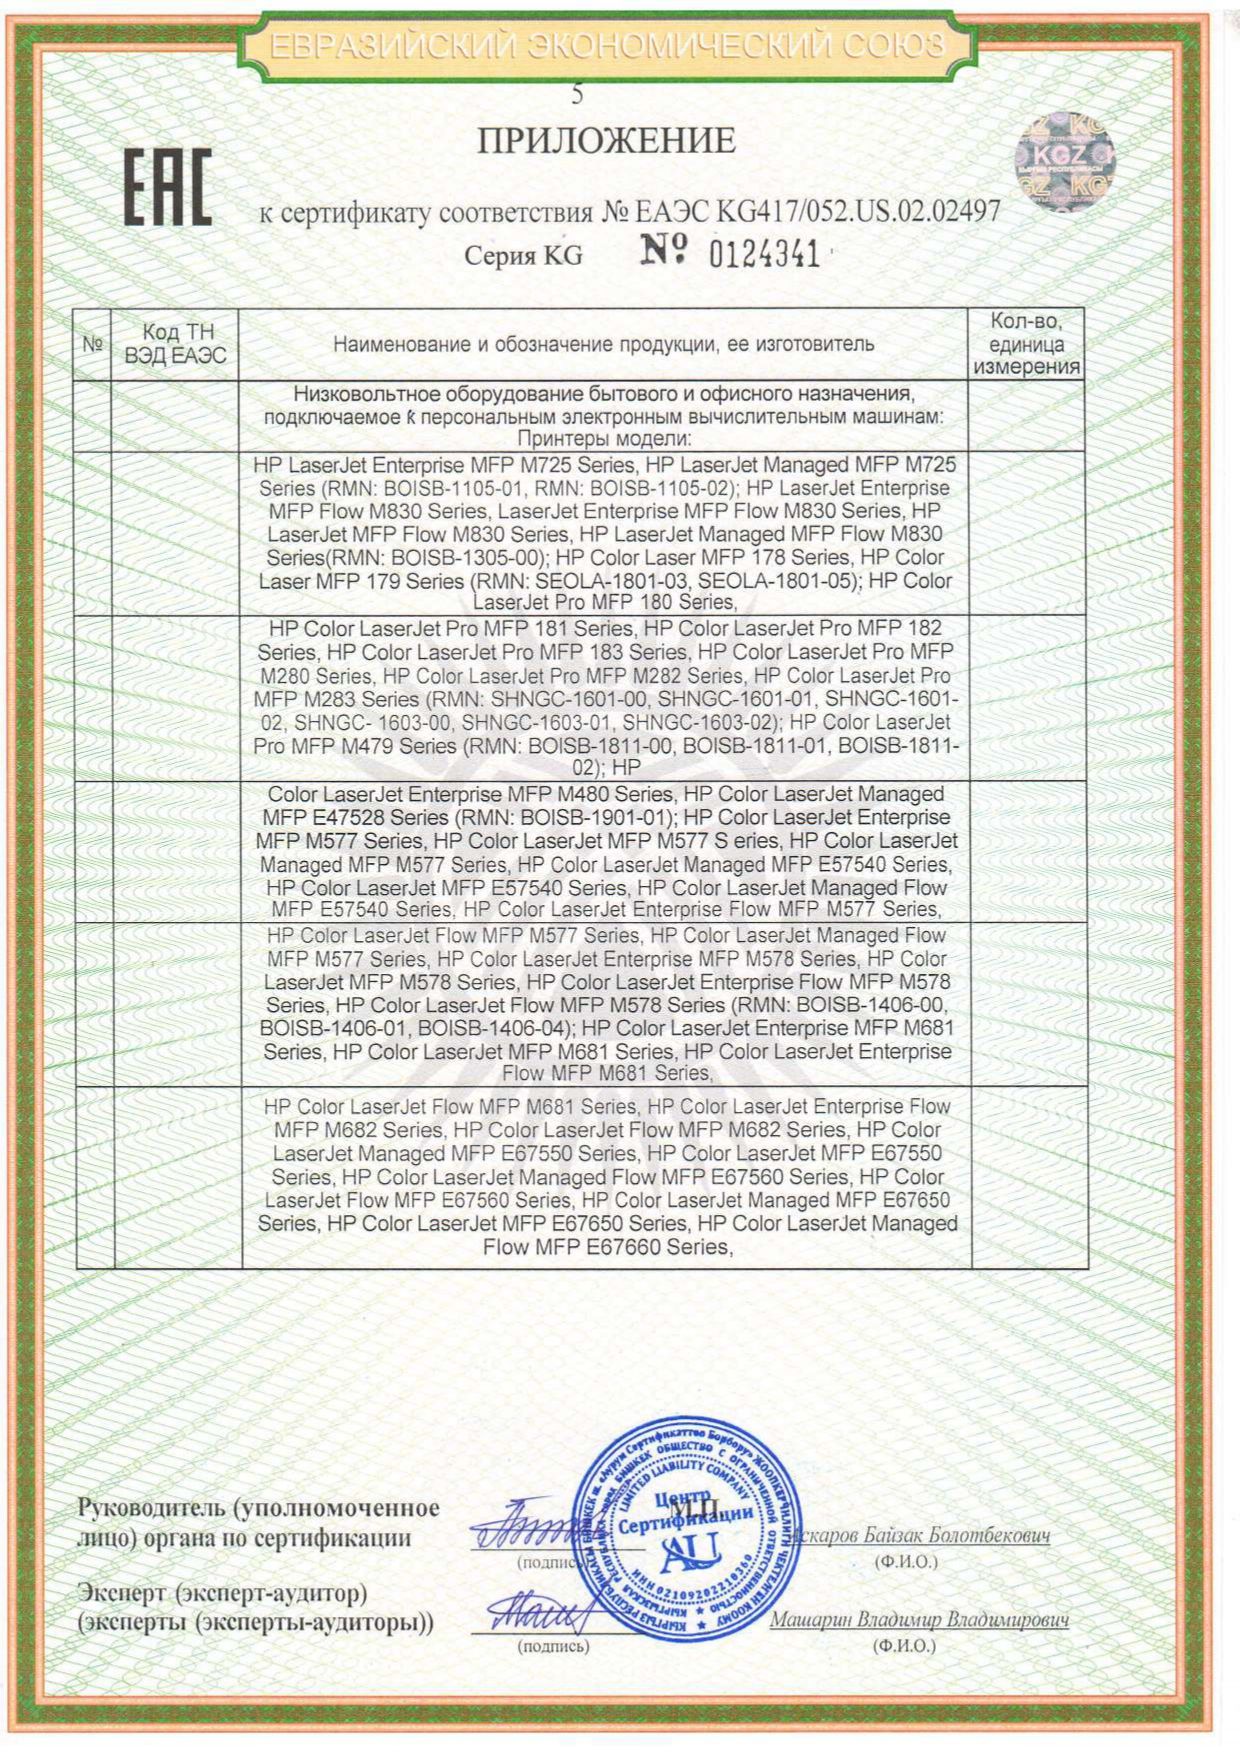 ЕВРАЗИЙСКИЙ ЭКОНОМИЧЕСКИЙ СОЮЗ
5
ПРИЛОЖЕНИЕ
EAC
KGZ
к сертификату соответствия № ЕАЭС KG417/052.US.02.02497
Серия KG № 0124341
№
Код ТН
ВЭД ЕАЭС
Наименование и обозначение продукции, ее изготовитель
Кол-во,
единица
измерения
Низковольтное оборудование бытового и офисного назначения,
подключаемое к персональным электронным вычислительным машинам:
Принтеры модели:
HP LaserJet Enterprise MFP M725 Series, HP LaserJet Managed MFP M725
Series (RMN: BOISB-1105-01, RMN: BOISB-1105-02); HP LaserJet Enterprise
MFP Flow M830 Series, LaserJet Enterprise MFP Flow M830 Series, HP
LaserJet MFP Flow M830 Series, HP LaserJet Managed MFP Flow M830
Series(RMN: BOISB-1305-00); HP Color Laser MFP 178 Series, HP Color
Laser MFP 179 Series (RMN: SEOLA-1801-03, SEOLA-1801-05); HP Color
LaserJet Pro MFP 180 Series,
HP Color LaserJet Pro MFP 181 Series, HP Color LaserJet Pro MFP 182
Series, HP Color LaserJet Pro MFP 183 Series, HP Color LaserJet Pro MFP
M280 Series, HP Color LaserJet Pro MFP M282 Series, HP Color LaserJet Pro
MFP M283 Series (RMN: SHNGC-1601-00, SHNGC-1601-01, SHNGC-1601-
02, SHNGC- 1603-00, SHNGC-1603-01, SHNGC-1603-02); HP Color LaserJet
Pro MFP M479 Series (RMN: BOISB-1811-00, BOISB-1811-01, BOISB-1811-
02); HP
Color LaserJet Enterprise MFP M480 Series, HP Color LaserJet Managed
MFP E47528 Series (RMN: BOISB-1901-01); HP Color LaserJet Enterprise
MFP M577 Series, HP Color LaserJet MFP M577 S eries, HP Color LaserJet
Managed MFP M577 Series, HP Color LaserJet Managed MFP E57540 Series,
HP Color LaserJet MFP E57540 Series, HP Color LaserJet Managed Flow
MFP E57540 Series, HP Color LaserJet Enterprise Flow MFP M577 Series,
HP Color LaserJet Flow MFP M577 Series, HP Color LaserJet Managed Flow
MFP M577 Series, HP Color LaserJet Enterprise MFP M578 Series, HP Color
LaserJet MFP M578 Series, HP Color LaserJet Enterprise Flow MFP M578
Series, HP Color LaserJet Flow MFP M578 Series (RMN: BOISB-1406-00,
BOISB-1406-01, BOISB-1406-04); HP Color LaserJet Enterprise MFP M681
Series, HP Color LaserJet MFP M681 Series, HP Color LaserJet Enterprise
Flow MFP M681 Series,
HP Color LaserJet Flow MFP M681 Series, HP Color LaserJet Enterprise Flow
MFP M682 Series, HP Color LaserJet Flow MFP M682 Series, HP Color
LaserJet Managed MFP E67550 Series, HP Color LaserJet MFP E67550
Series, HP Color LaserJet Managed Flow MFP E67560 Series, HP Color
LaserJet Flow MFP E67560 Series, HP Color LaserJet Managed MFP E67650
Series, HP Color LaserJet MFP E67650 Series, HP Color LaserJet Managed
Flow MFP E67660 Series,
Руководитель (уполномоченное
лицо) органа по сертификации
(подпись)
М.П.
LIMITED LIABILITY COMPANY
Центр
Сертификации
AU
ИНН 02109202210360
Аскаров Байзак Болотбекович
(Ф.И.О.)
Эксперт (эксперт-аудитор)
(эксперты (эксперты-аудиторы))
(подпись)
Машарин Владимир Владимирович
(Ф.И.О.)